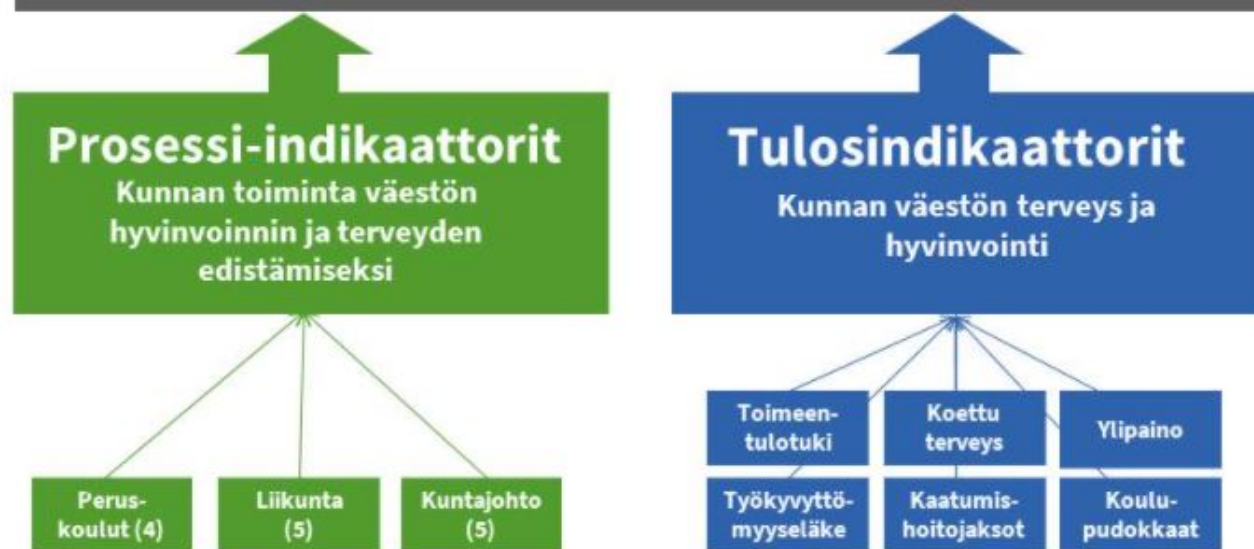 Prosessi-indikaattorit
Kunnan toiminta väestön
hyvinvoinnin ja terveyden
edistämiseksi
Perus-
koulut (4)
Liikunta
(5)
Kuntajohto
(5)
Tulosindikaattorit
Kunnan väestön terveys ja
hyvinvointi
Toimeen-
tulotuki
Koettu
terveys
Ylipaino
Työkyvyttö-
myyseläke
Kaatumis-
hoitojaksot
Koulu-
pudokkaat